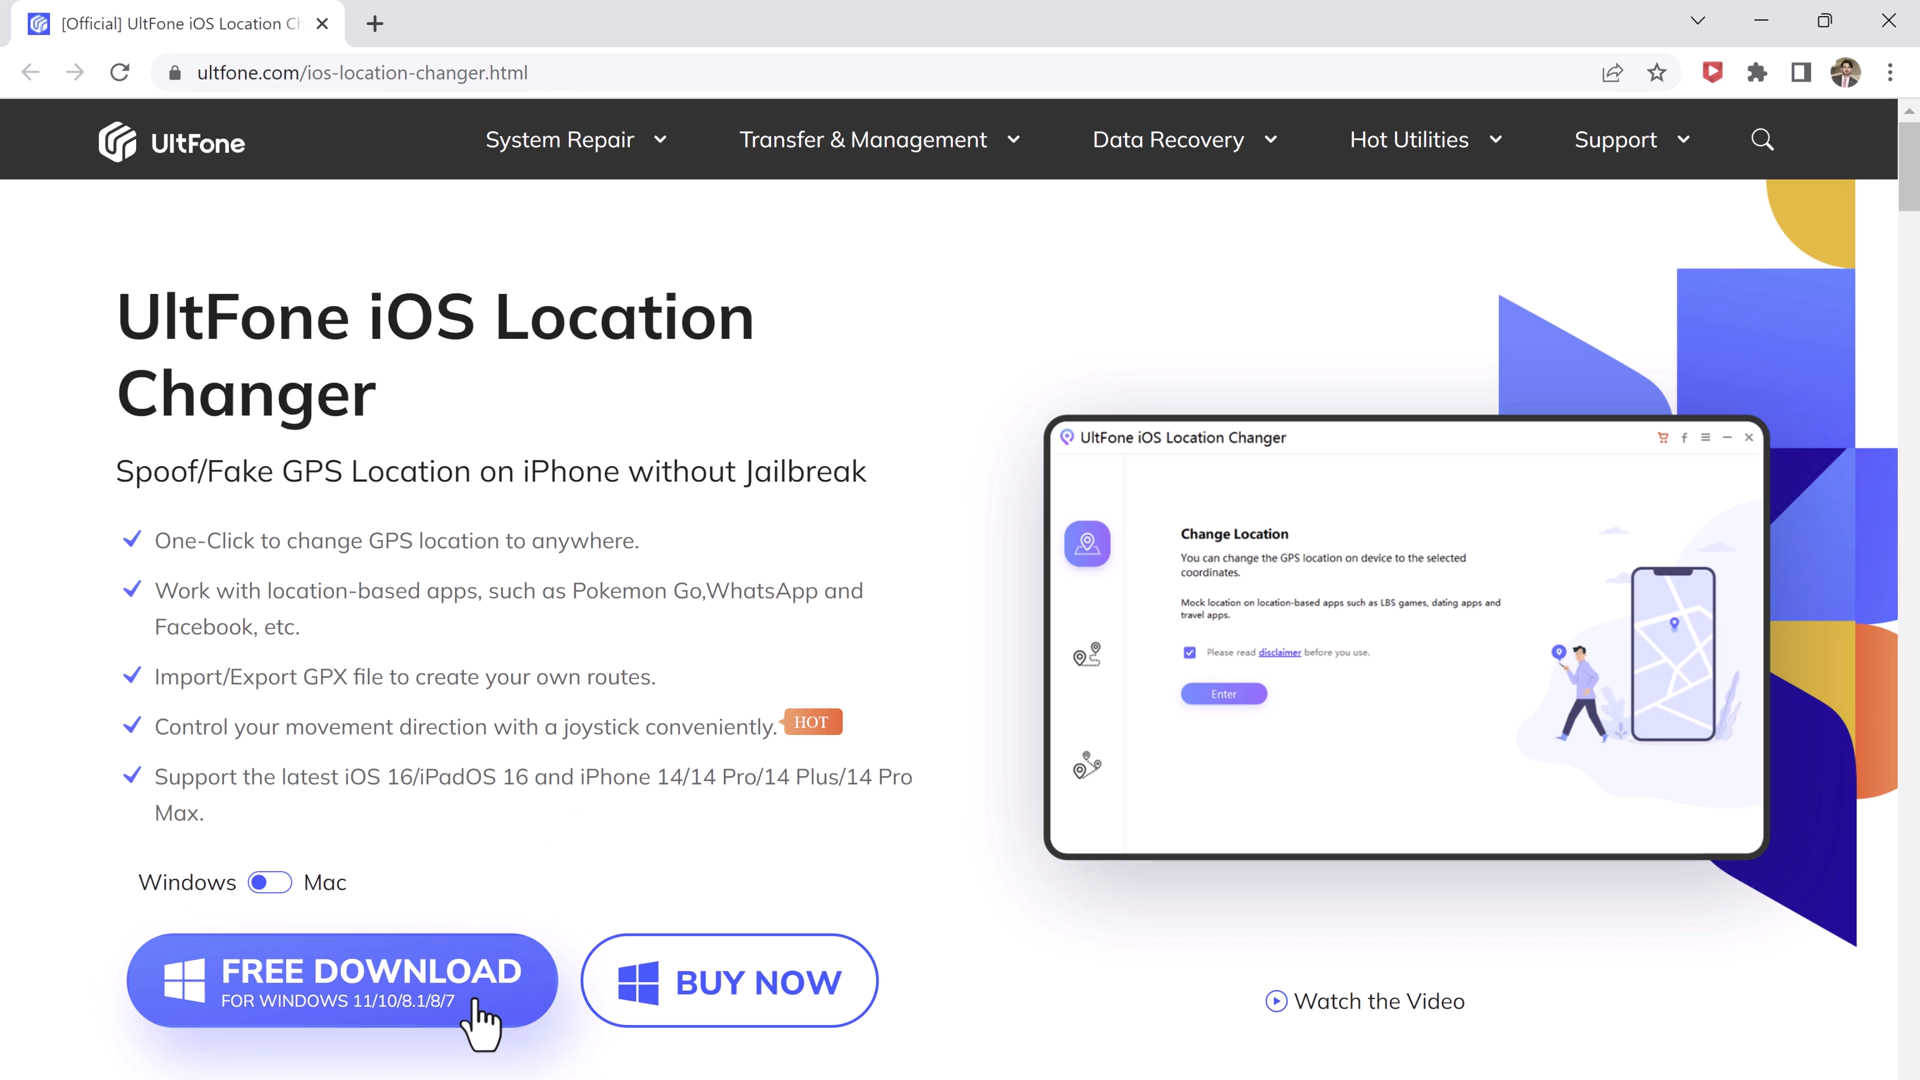 [Official] UltFone iOS Location Ch
ultfone.com/ios-location-changer.html
UltFone
System Repair
Transfer & Management
Data Recovery
Hot Utilities
Support
UltFone iOS Location
Changer
Spoof/Fake GPS Location on iPhone without Jailbreak
One-Click to change GPS location to anywhere.
Work with location-based apps, such as Pokemon Go,WhatsApp and
Facebook, etc.
Import/Export GPX file to create your own routes.
Control your movement direction with a joystick conveniently. HOT
Support the latest iOS 16/iPadOS 16 and iPhone 14/14 Pro/14 Plus/14 Pro
Max.
Windows Mac
FREE DOWNLOAD
FOR WINDOWS 11/10/8.1/8/7
BUY NOW
UltFone iOS Location Changer
Change Location
You can change the GPS location on device to the selected
coordinates.
Mock location on location-based apps such as LBS games, dating apps and
travel apps.
Please read disclaimer before you use.
Enter
Watch the Video